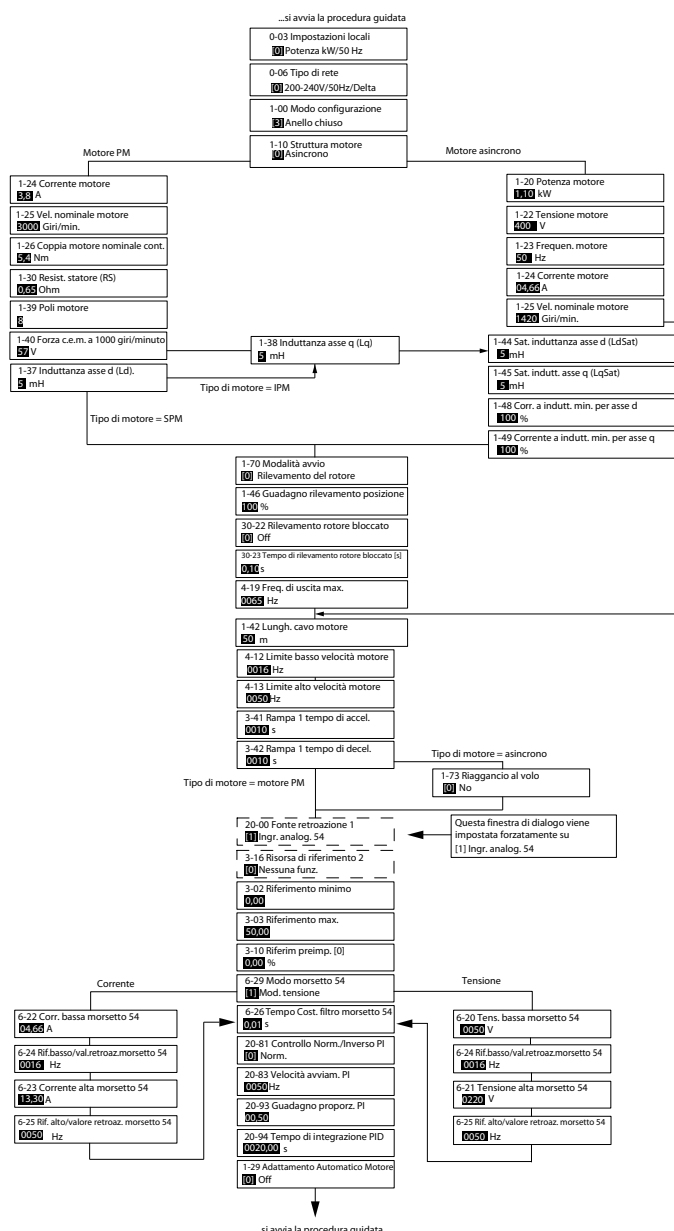 ...si avvia la procedura guidata
0-03 Impostazioni locali
[0] Potenza kW/50 Hz
0-06 Tipo di rete
[0] 200-240V/50Hz/Delta
1-00 Modo configurazione
[3] Anello chiuso
1-10 Struttura motore
[0] Asincrono
Motore PM
Motore asincrono
1-24 Corrente motore
3,8 A
1-25 Vel. nominale motore
3000 Giri/min.
1-26 Coppia motore nominale cont.
5,4 Nm
1-30 Resist. statore (RS)
0,65 Ohm
1-39 Poli motore
8
1-40 Forza c.e.m. a 1000 giri/minuto
57 V
1-37 Induttanza asse d (Ld).
5 mH
1-20 Potenza motore
1,10 kW
1-22 Tensione motore
400 V
1-23 Frequen. motore
50 Hz
1-24 Corrente motore
04,66 A
1-25 Vel. nominale motore
1420 Giri/min.
1-38 Induttanza asse q (Lq)
5 mH
Tipo di motore = IPM
Tipo di motore = SPM
1-44 Sat. induttanza asse d (LdSat)
5 mH
1-45 Sat. indutt. asse q (LqSat)
5 mH
1-48 Corr. a indutt. min. per asse d
100 %
1-49 Corrente a indutt. min. per asse q
100 %
1-70 Modalità avvio
[0] Rilevamento del rotore
1-46 Guadagno rilevamento posizione
100 %
30-22 Rilevamento rotore bloccato
[0] Off
30-23 Tempo di rilevamento rotore bloccato [s]
0,10 s
4-19 Freq. di uscita max.
0065 Hz
1-42 Lungh. cavo motore
50 m
4-12 Limite basso velocità motore
0016 Hz
4-13 Limite alto velocità motore
0050 Hz
3-41 Rampa 1 tempo di accel.
0010 s
3-42 Rampa 1 tempo di decel.
0010 s
Tipo di motore = asincrono
Tipo di motore = motore PM
1-73 Riaggancio al volo
[0] No
20-00 Fonte retroazione 1
[1] Ingr. analog. 54
Questa finestra di dialogo viene
impostata forzatamente su
[1] Ingr. analog. 54
3-16 Risorsa di riferimento 2
[0] Nessuna funz.
3-02 Riferimento minimo
0,00
3-03 Riferimento max.
50,00
3-10 Riferim preimp. [0]
0,00 %
Corrente
6-29 Modo morsetto 54
[1] Mod. tensione
Tensione
6-22 Corr. bassa morsetto 54
04,66 A
6-24 Rif.basso/val.retroaz.morsetto 54
0016 Hz
6-23 Corrente alta morsetto 54
13,30 A
6-25 Rif. alto/valore retroaz. morsetto 54
0050 Hz
6-26 Tempo Cost. filtro morsetto 54
0,01 s
20-81 Controllo Norm./Inverso PI
[0] Norm.
20-83 Velocità avviam. PI
0050 Hz
20-93 Guadagno proporz. PI
00,50
20-94 Tempo di integrazione PID
0020,00 s
1-29 Adattamento Automatico Motore
[0] Off
6-20 Tens. bassa morsetto 54
0050 V
6-24 Rif.basso/val.retroaz.morsetto 54
0016 Hz
6-21 Tensione alta morsetto 54
0220 V
6-25 Rif. alto/valore retroaz. morsetto 54
0050 Hz
...si avvia la procedura guidata